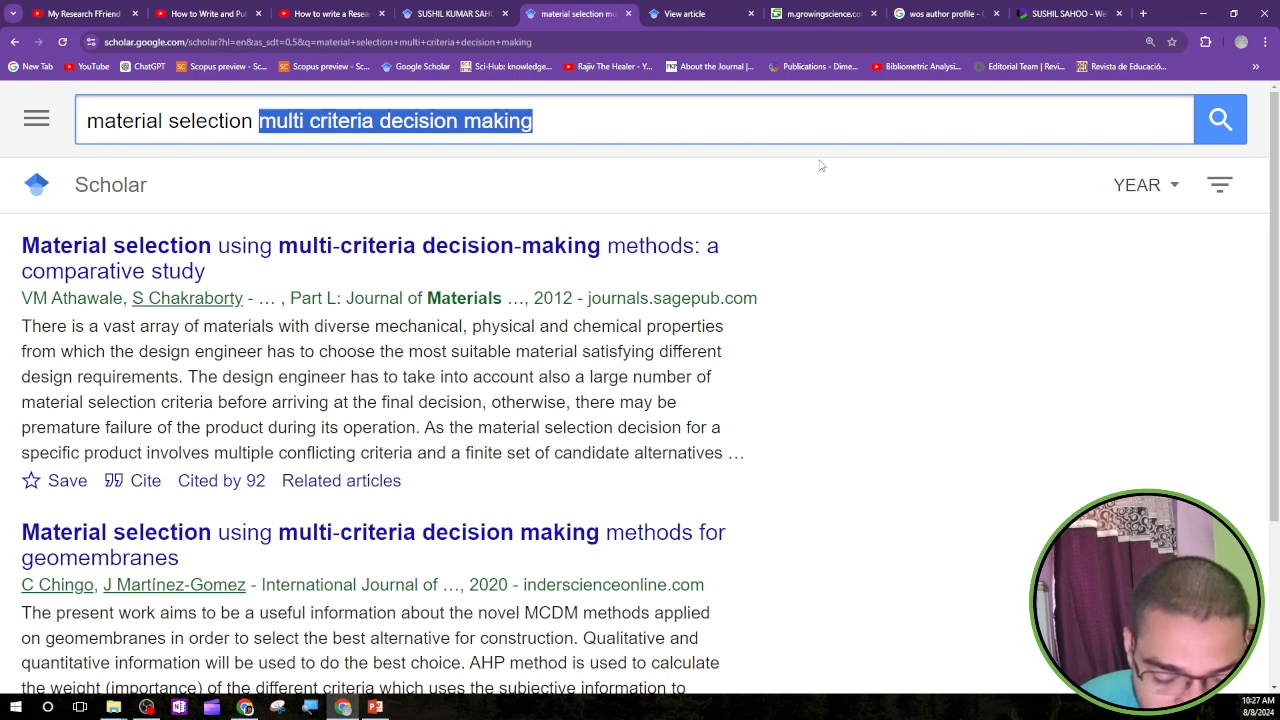 My Research FFriend
How to Write and Pul
How to write a Resea
SUSHIL KUMAR SAHO
material selection mu
View article
m.growingscience.co
wos author profile - G
SUSHIL SAHOO - We
scholar.google.com/scholar?hl=en&as_sdt=0.5&q=material+selection+multi+criteria+decision+making
New Tab
YouTube
ChatGPT
Scopus preview - Sc...
Scopus preview - Sc...
Google Scholar
Sci-Hub: knowledge...
Rajiv The Healer - Y...
About the Journal |...
Publications - Dime...
Bibliometric Analysi...
Editorial Team | Revi...
Revista de Educació...
material selection multi criteria decision making
Scholar
YEAR
Material selection using multi-criteria decision-making methods: a
comparative study
VM Athawale, S Chakraborty - … , Part L: Journal of Materials …, 2012 - journals.sagepub.com
There is a vast array of materials with diverse mechanical, physical and chemical properties
from which the design engineer has to choose the most suitable material satisfying different
design requirements. The design engineer has to take into account also a large number of
material selection criteria before arriving at the final decision, otherwise, there may be
premature failure of the product during its operation. As the material selection decision for a
specific product involves multiple conflicting criteria and a finite set of candidate alternatives …
Save Cite Cited by 92 Related articles
Material selection using multi-criteria decision making methods for
geomembranes
C Chingo, J Martínez-Gomez - International Journal of …, 2020 - inderscienceonline.com
The present work aims to be a useful information about the novel MCDM methods applied
on geomembranes in order to select the best alternative for construction. Qualitative and
quantitative information will be used to do the best choice. AHP method is used to calculate
the weight (importance) of the different criteria which uses the subjective information to
10:27 AM
8/8/2024